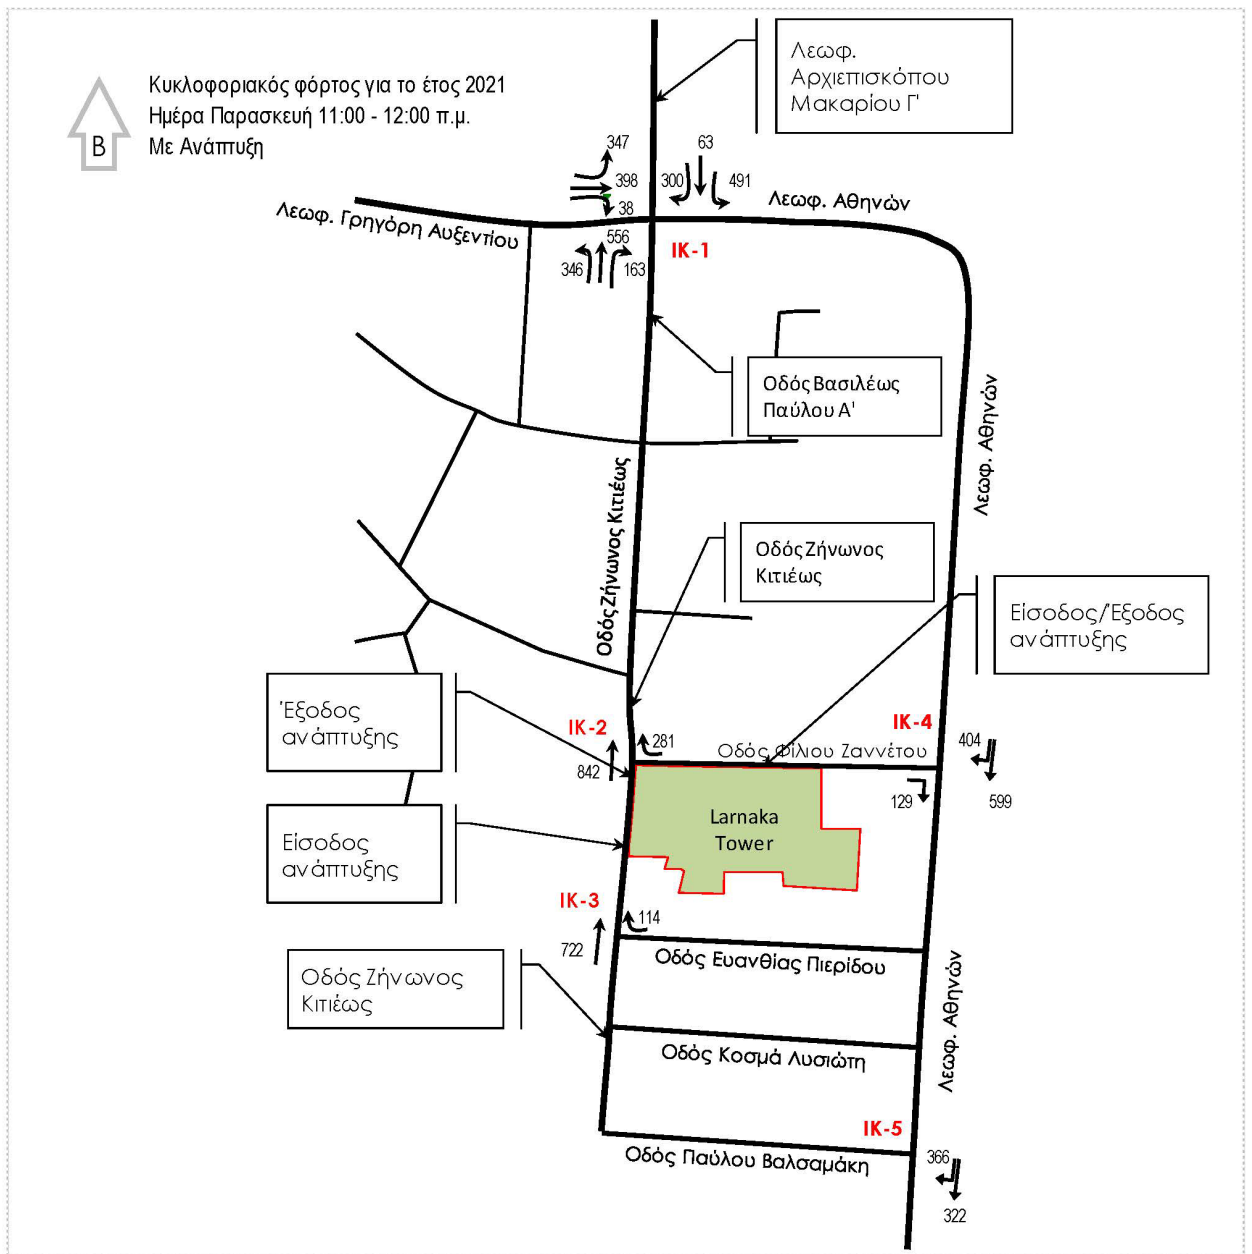 Κυκλοφοριακός φόρτος για το έτος 2021
Ημέρα Παρασκευή 11:00 - 12:00 π.μ.
Με Ανάπτυξη
Β
Λεωφ.
Αρχιεπισκόπου
Μακαρίου Γ'
347
398
38
63
300
491
Λεωφ. Αθηνών
Λεωφ. Γρηγόρη Αυξεντίου
556
346
163
ΙΚ-1
Οδός Βασιλέως
Παύλου Α'
Λεωφ. Αθηνών
Οδός Ζήνωνος Κιτιέως
Οδός Ζήνωνος
Κιτιέως
Είσοδος/Έξοδος
ανάπτυξης
Έξοδος
ανάπτυξης
ΙΚ-2
281
842
Οδός Φίλιου Ζαννέτου
ΙΚ-4
404
129
599
Larnaka
Tower
Είσοδος
ανάπτυξης
ΙΚ-3
114
722
Οδός Ευανθίας Πιερίδου
Οδός Ζήνωνος
Κιτιέως
Λεωφ. Αθηνών
Οδός Κοσμά Λυσιώτη
ΙΚ-5
Οδός Παύλου Βαλσαμάκη
366
322